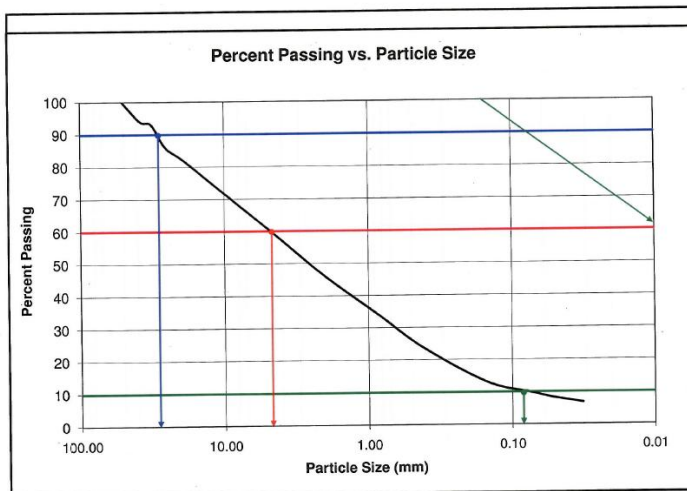 Percent Passing vs. Particle Size
100
90
80
70
60
50
40
30
20
10
0
Percent Passing
100.00 10.00 1.00 0.10 0.01
Particle Size (mm)